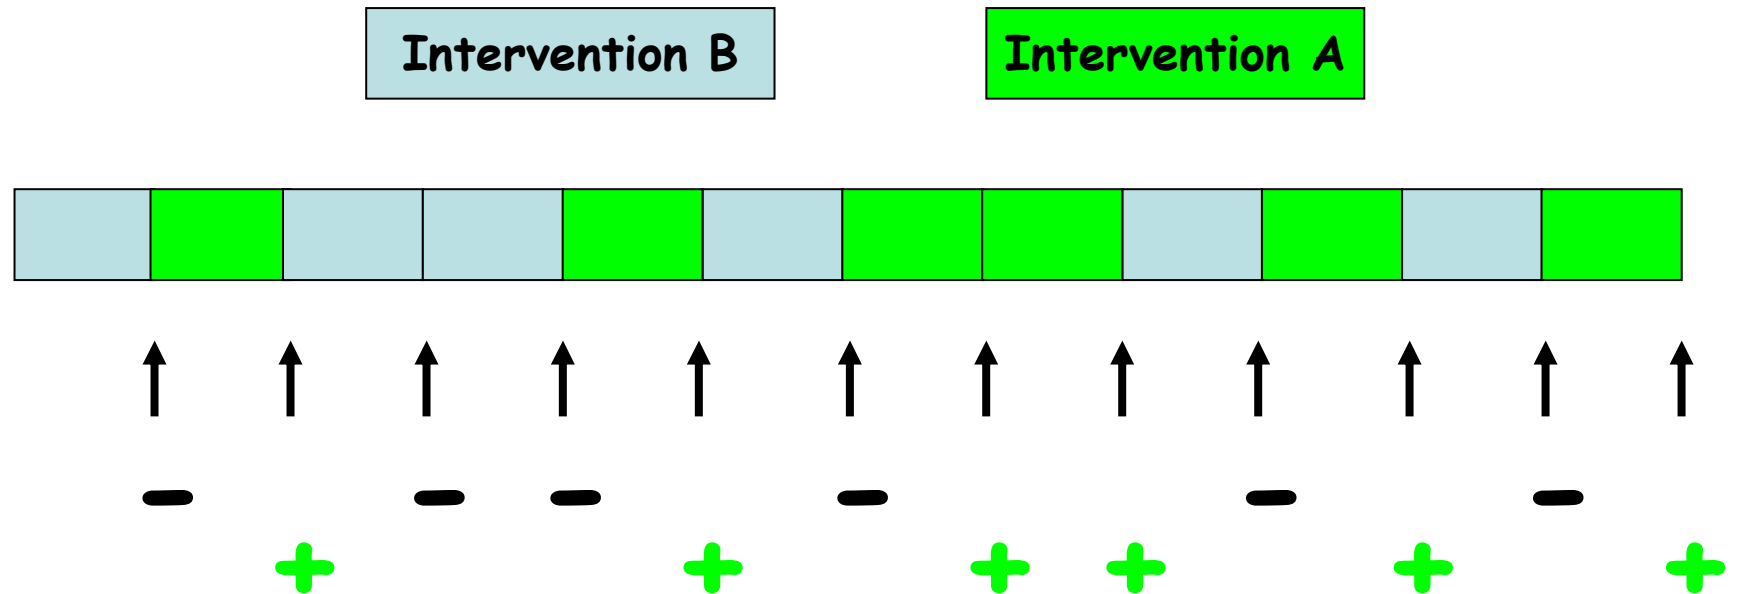 Intervention B
Intervention A
- - - - - -
+ + + + + +